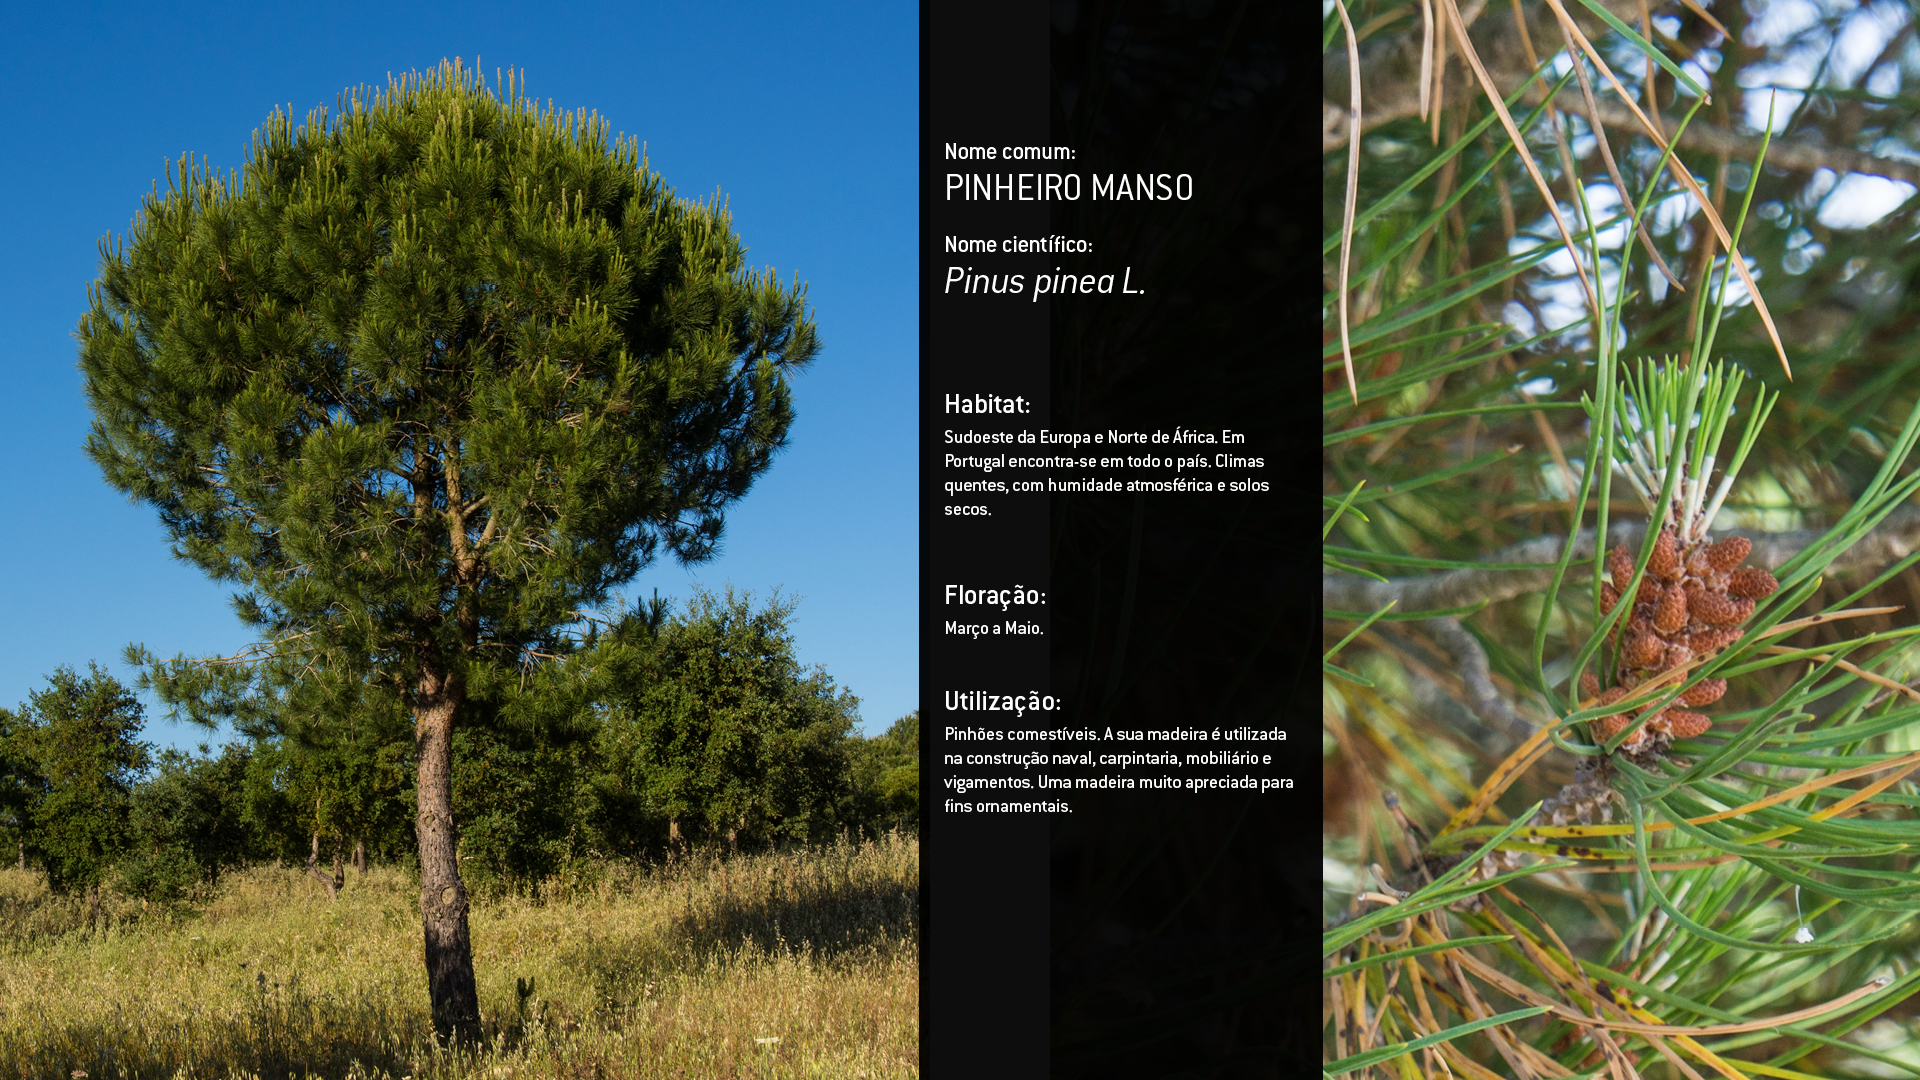 Nome comum:
PINHEIRO MANSO
Nome científico:
Pinus pinea L.
Habitat:
Sudoeste da Europa e Norte de África. Em
Portugal encontra-se em todo o país. Climas
quentes, com humidade atmosférica e solos
secos.
Floração:
Março a Maio.
Utilização:
Pinhões comestíveis. A sua madeira é utilizada
na construção naval, carpintaria, mobiliário e
vigamentos. Uma madeira muito apreciada para
fins ornamentais.